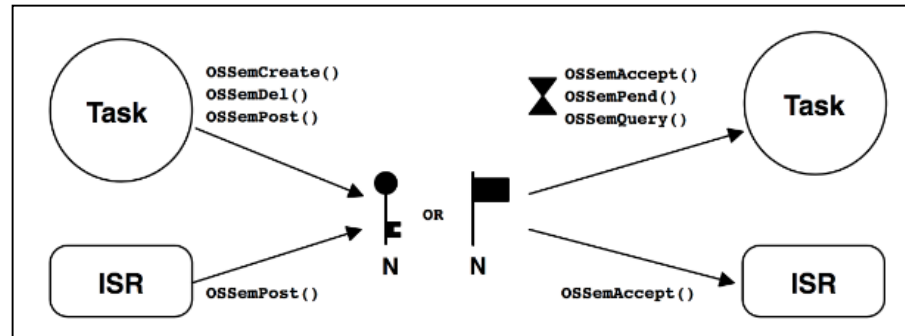 Task
OSSemCreate()
OSSemDel()
OSSemPost()
OSSemAccept()
OSSemPend()
OSSemQuery()
Task
OR
N
N
ISR
OSSemPost()
OSSemAccept()
ISR